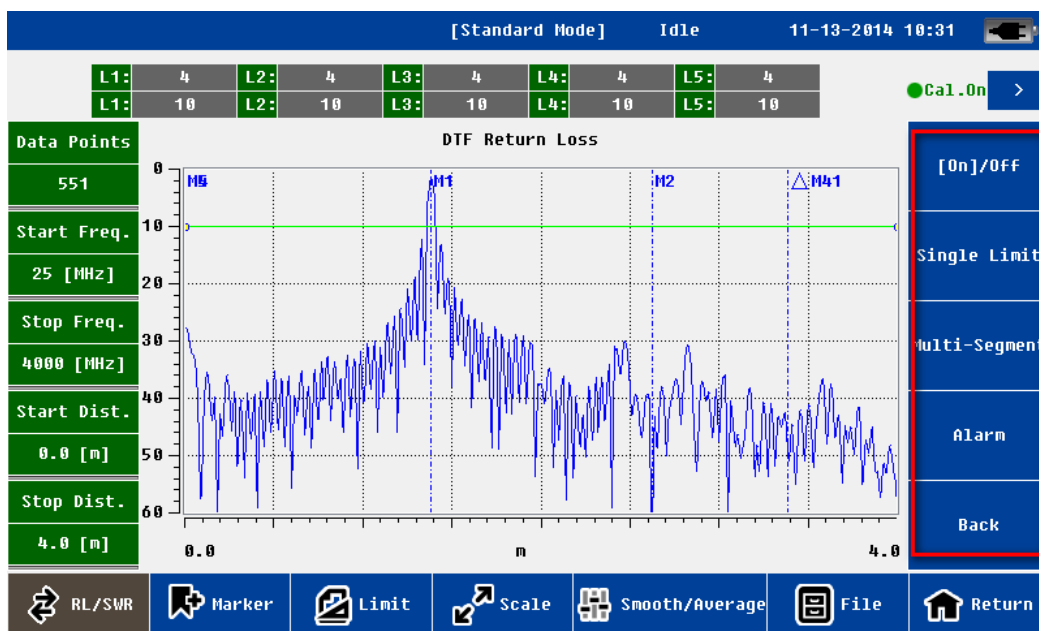 [Standard Mode] Idle 11-13-2014 10:31
L1: 4 L2: 4 L3: 4 L4: 4 L5: 4
L1: 10 L2: 10 L3: 10 L4: 10 L5: 10
Cal.On >
Data Points
551
Start Freq.
25 [MHz]
Stop Freq.
4000 [MHz]
Start Dist.
0.0 [m]
Stop Dist.
4.0 [m]
DTF Return Loss
0
10
20
30
40
50
60
M1
M2
M41
0.0 m 4.0
[On]/Off
Single Limit
Multi-Segment
Alarm
Back
RL/SWR
Marker
Limit
Scale
Smooth/Average
File
Return